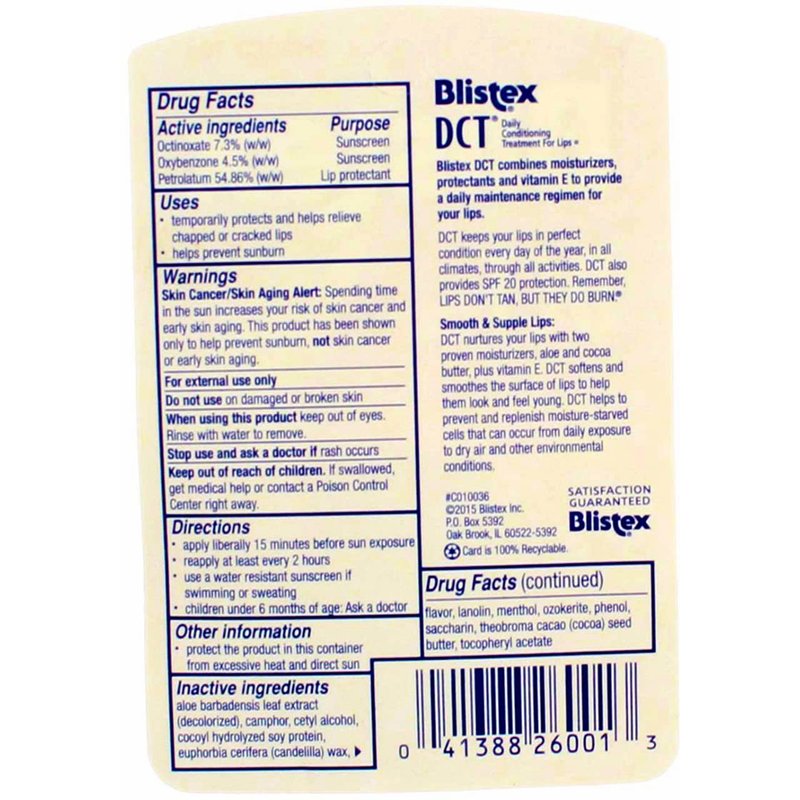 Drug Facts
Active ingredients Purpose
Octinoxate 7.3% (w/w) Sunscreen
Oxybenzone 4.5% (w/w) Sunscreen
Petrolatum 54.86% (w/w) Lip protectant
Uses
• temporarily protects and helps relieve
chapped or cracked lips
• helps prevent sunburn
Warnings
Skin Cancer/Skin Aging Alert: Spending time
in the sun increases your risk of skin cancer and
early skin aging. This product has been shown
only to help prevent sunburn, not skin cancer
or early skin aging.
For external use only
Do not use on damaged or broken skin
When using this product keep out of eyes.
Rinse with water to remove.
Stop use and ask a doctor if rash occurs
Keep out of reach of children. If swallowed,
get medical help or contact a Poison Control
Center right away.
Directions
• apply liberally 15 minutes before sun exposure
• reapply at least every 2 hours
• use a water resistant sunscreen if
swimming or sweating
• children under 6 months of age: Ask a doctor
Other information
• protect the product in this container
from excessive heat and direct sun
Inactive ingredients
aloe barbadensis leaf extract
(decolorized), camphor, cetyl alcohol,
cocoyl hydrolyzed soy protein,
euphorbia cerifera (candelilla) wax, ▶
Blistex
DCT® Daily
Conditioning
Treatment For Lips
Blistex DCT combines moisturizers,
protectants and vitamin E to provide
a daily maintenance regimen for
your lips.
DCT keeps your lips in perfect
condition every day of the year, in all
climates, through all activities. DCT also
provides SPF 20 protection. Remember,
LIPS DON'T TAN, BUT THEY DO BURN®
Smooth & Supple Lips:
DCT nurtures your lips with two
proven moisturizers, aloe and cocoa
butter, plus vitamin E. DCT softens and
smoothes the surface of lips to help
them look and feel young. DCT helps to
prevent and replenish moisture-starved
cells that can occur from daily exposure
to dry air and other environmental
conditions.
#C010036
©2015 Blistex Inc.
P.O. Box 5392
Oak Brook, IL 60522-5392
Card is 100% Recyclable.
SATISFACTION
GUARANTEED
Blistex
Drug Facts (continued)
flavor, lanolin, menthol, ozokerite, phenol,
saccharin, theobroma cacao (cocoa) seed
butter, tocopheryl acetate
0 41388 26001 3